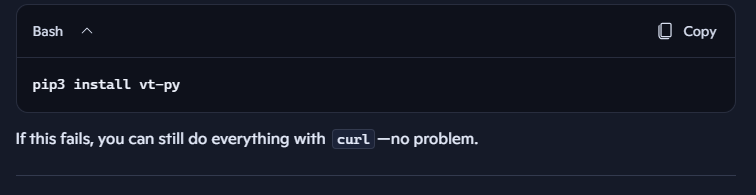 Bash
Copy
pip3 install vt-py
If this fails, you can still do everything with curl—no problem.